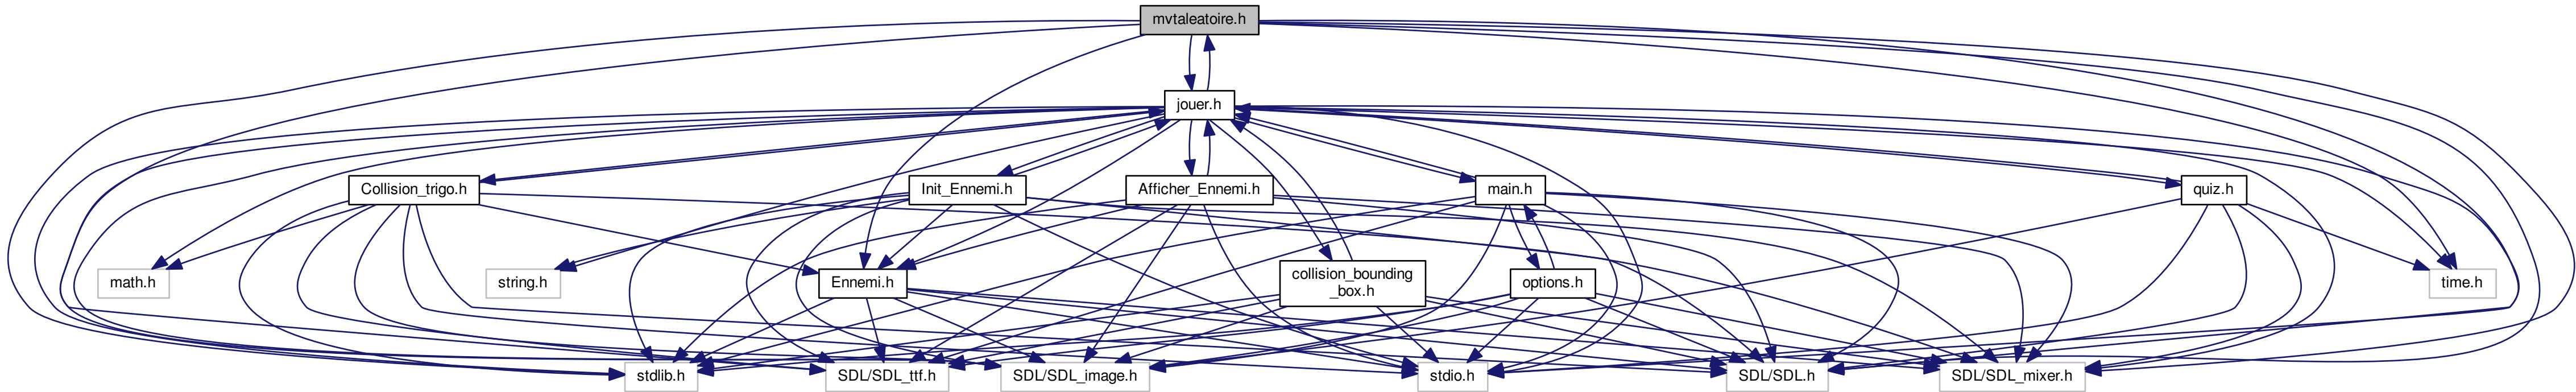 mvtaleatoire.h
jouer.h
Collision_trigo.h
Init_Ennemi.h
Afficher_Ennemi.h
main.h
quiz.h
math.h
string.h
Ennemi.h
collision_bounding
_box.h
options.h
time.h
stdlib.h
SDL/SDL_ttf.h
SDL/SDL_image.h
stdio.h
SDL/SDL.h
SDL/SDL_mixer.h